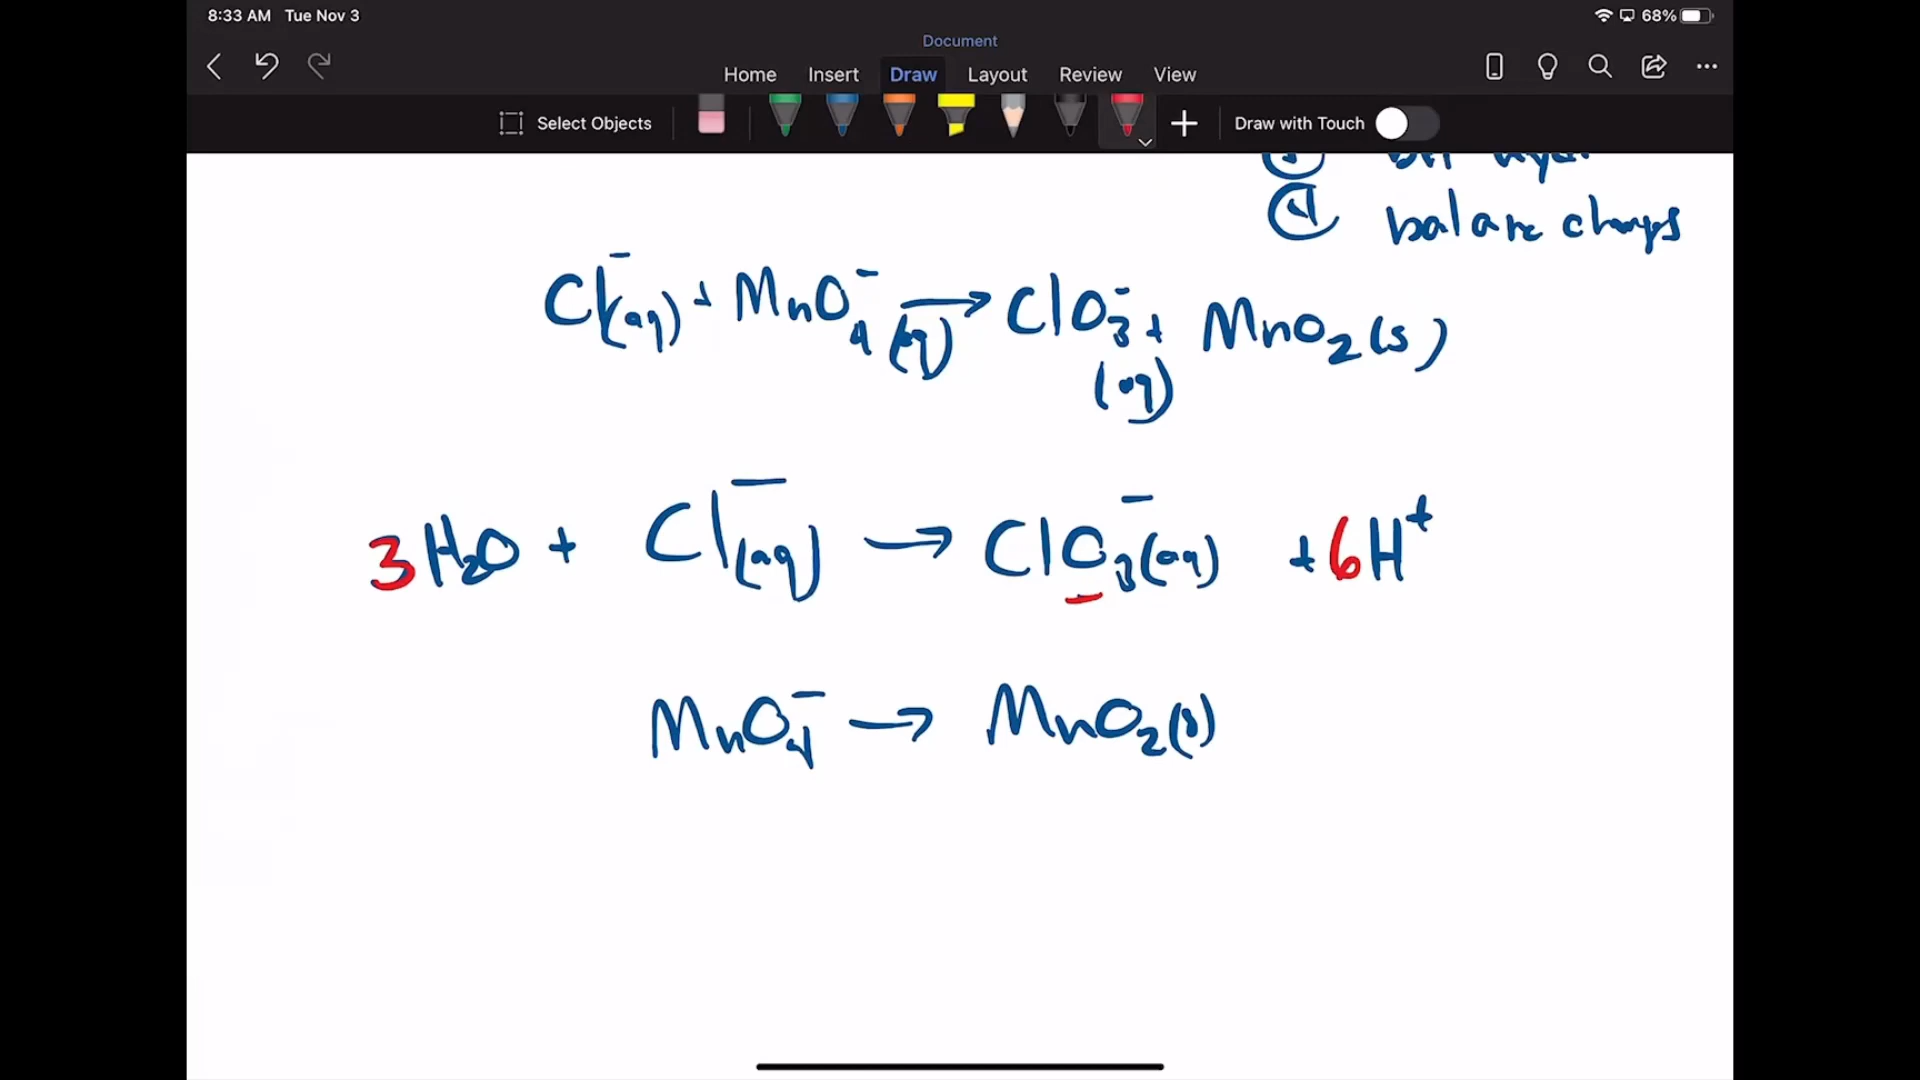 8:33 AM Tue Nov 3 68%
Document
Home Insert Draw Layout Review View
Select Objects Draw with Touch
④ balance charges
Cl⁻(aq) + MnO₄⁻(aq) → ClO₃⁻(aq) + MnO₂(s)
3H₂O + Cl⁻(aq) → ClO₃⁻(aq) + 6H⁺
MnO₄⁻ → MnO₂(s)